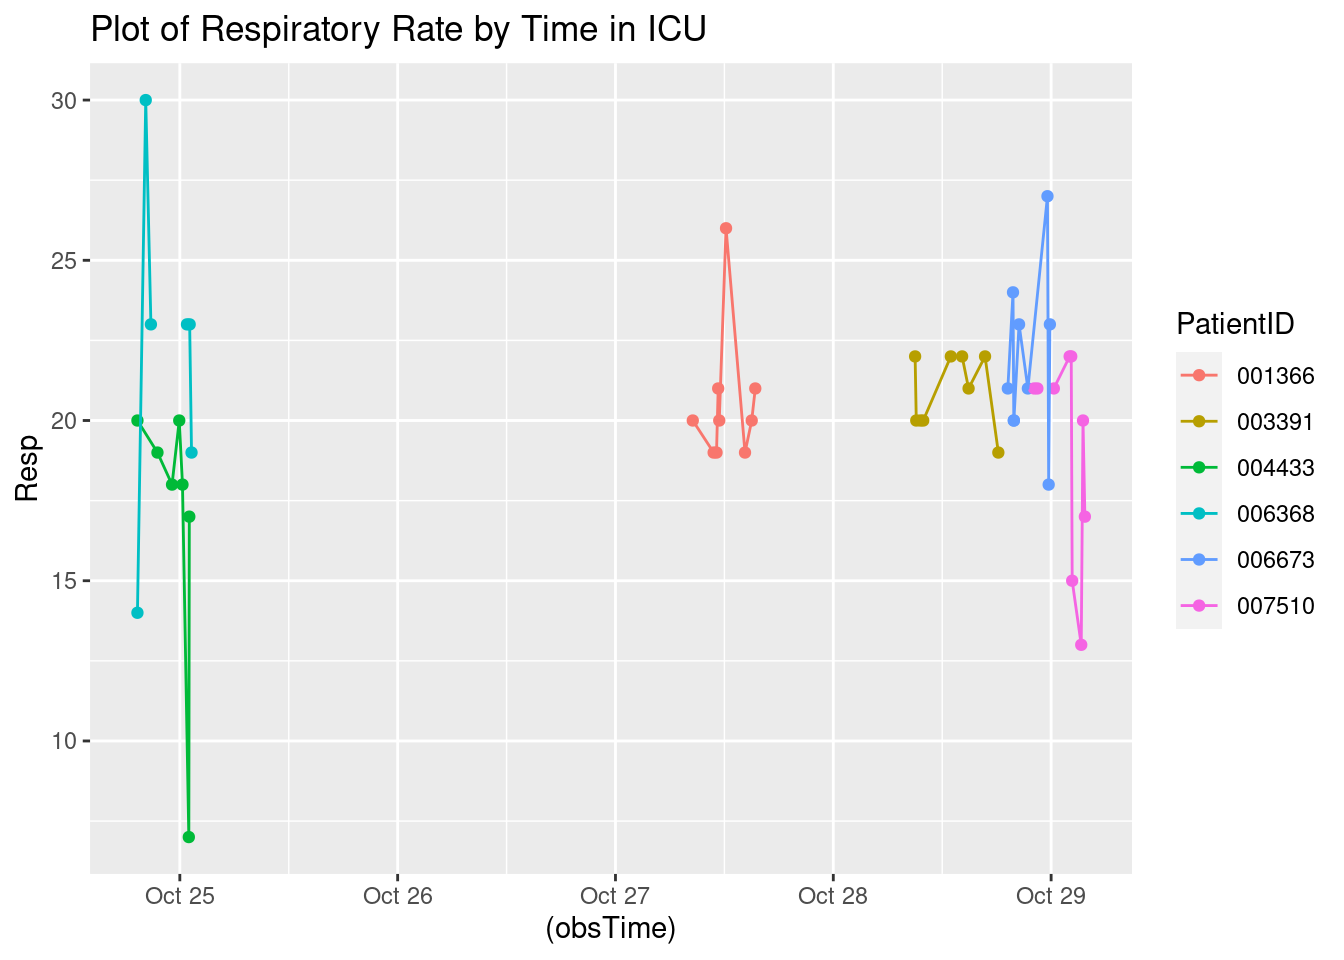 Plot of Respiratory Rate by Time in ICU
30
25
20
15
10
Resp
Oct 25
Oct 26
Oct 27
Oct 28
Oct 29
(obsTime)
PatientID
001366
003391
004433
006368
006673
007510